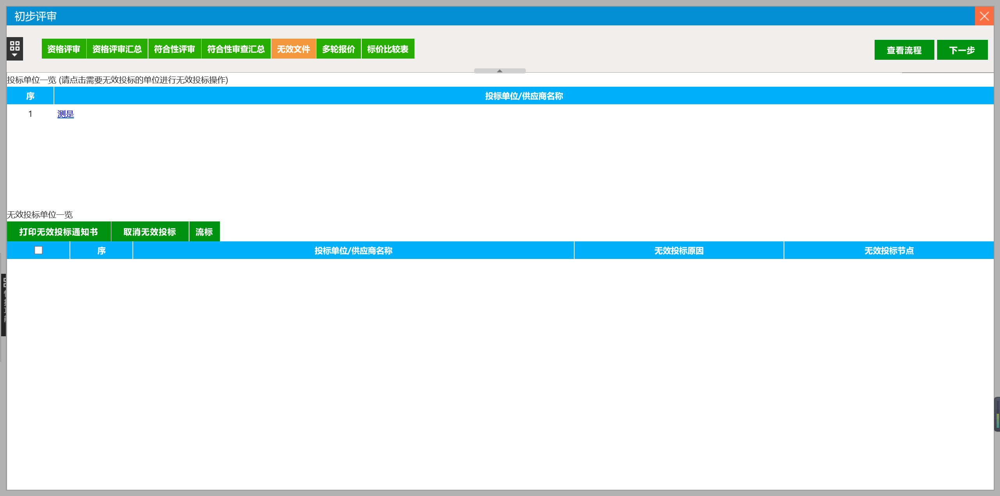 初步评审
资格评审 资格评审汇总 符合性评审 符合性审查汇总 无效文件 多轮报价 标价比较表 查看流程 下一步
投标单位一览 (请点击需要无效投标的单位进行无效投标操作)
序 投标单位/供应商名称
1 测是
无效投标单位一览
打印无效投标通知书 取消无效投标 流标
序 投标单位/供应商名称 无效投标原因 无效投标节点